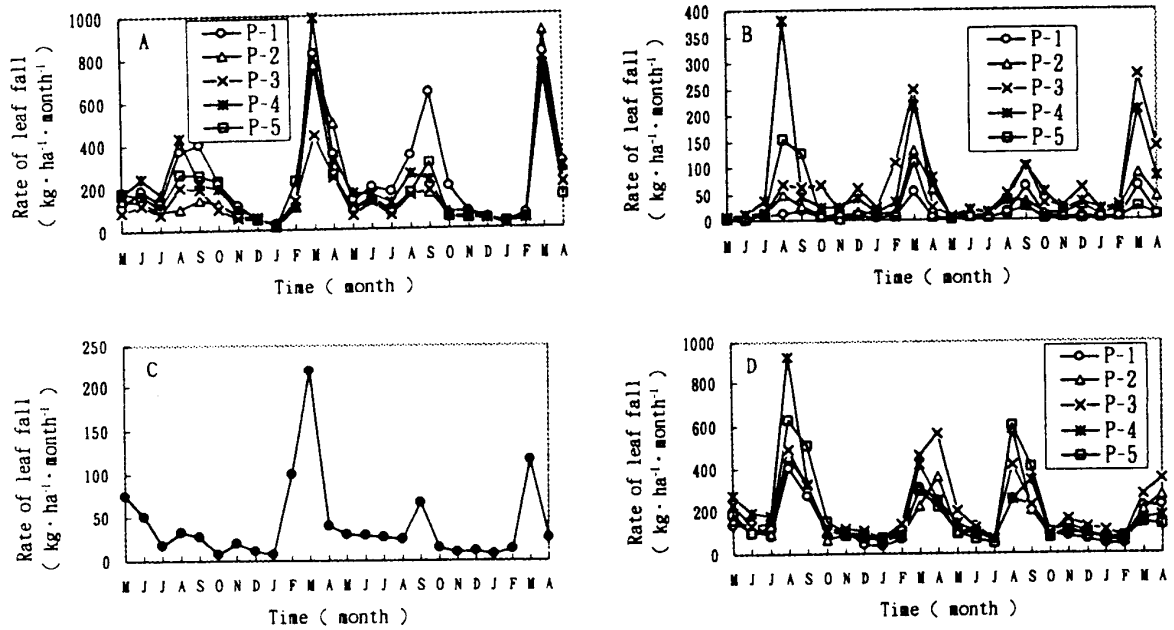 A
Rate of leaf fall
( kg·ha⁻¹·month⁻¹)
1000
800
600
400
200
0
P-1
P-2
P-3
P-4
P-5
M J J A S O N D J F M A M J J A S O N D J F M A
Time ( month )
B
Rate of leaf fall
( kg·ha⁻¹·month⁻¹)
400
350
300
250
200
150
100
50
0
P-1
P-2
P-3
P-4
P-5
M J J A S O N D J F M A M J J A S O N D J F M A
Time ( month )
C
Rate of leaf fall
( kg·ha⁻¹·month⁻¹)
250
200
150
100
50
0
M J J A S O N D J F M A M J J A S O N D J F M A
Time ( month )
D
Rate of leaf fall
( kg·ha⁻¹·month⁻¹)
1000
800
600
400
200
0
P-1
P-2
P-3
P-4
P-5
M J J A S O N D J F M A M J J A S O N D J F M A
Time ( month )